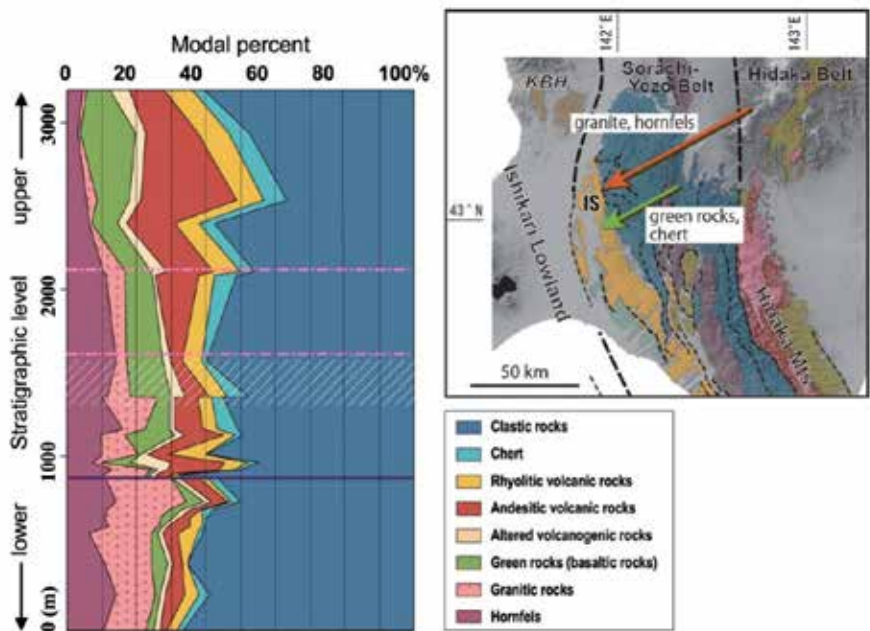 Modal percent
0 20 40 60 80 100%
3000
2000
1000
0 (m)
upper
Stratigraphic level
lower
142°E
143°E
KBH
Sorachi-
Yezo Belt
Hidaka Belt
granite, hornfels
IS
43°N
green rocks,
chert
Ishikari Lowland
Hidaka Mts
50 km
Clastic rocks
Chert
Rhyolitic volcanic rocks
Andesitic volcanic rocks
Altered volcanogenic rocks
Green rocks (basaltic rocks)
Granitic rocks
Hornfels